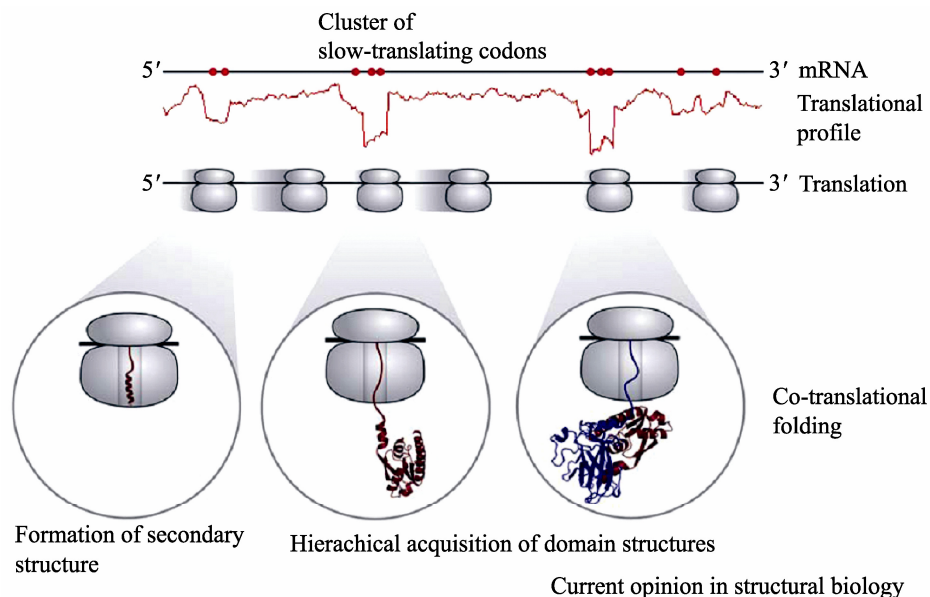 Cluster of
slow-translating codons
5′ 3′ mRNA
Translational
profile
5′ 3′ Translation
Co-translational
folding
Formation of secondary
structure
Hierachical acquisition of domain structures
Current opinion in structural biology